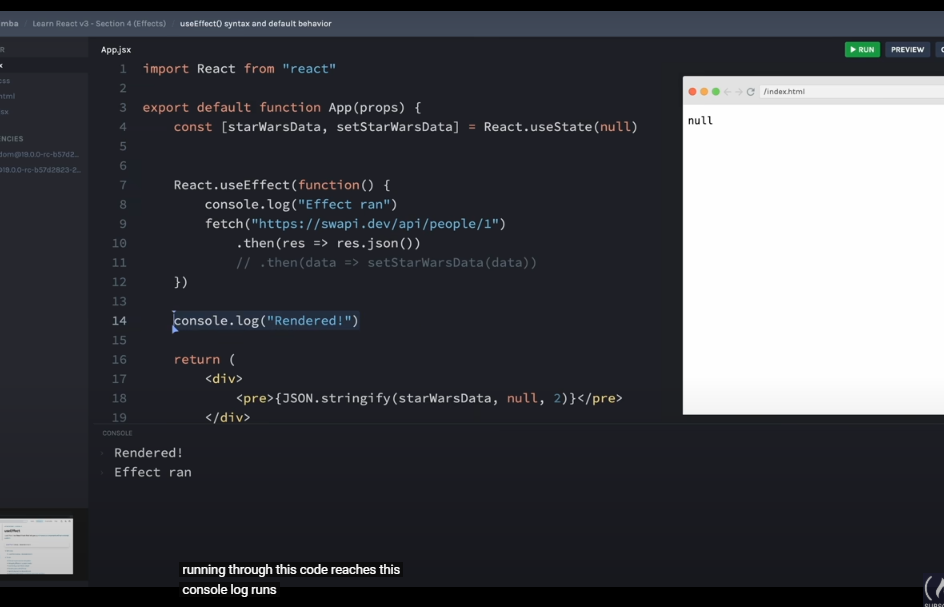 mba / Learn React v3 - Section 4 (Effects) / useEffect() syntax and default behavior
App.jsx
RUN
PREVIEW
1 import React from "react"
2
3 export default function App(props) {
4 const [starWarsData, setStarWarsData] = React.useState(null)
5
6
7 React.useEffect(function() {
8 console.log("Effect ran")
9 fetch("https://swapi.dev/api/people/1")
10 .then(res => res.json())
11 // .then(data => setStarWarsData(data))
12 })
13
14 console.log("Rendered!")
15
16 return (
17 <div>
18 <pre>{JSON.stringify(starWarsData, null, 2)}</pre>
19 </div>
/index.html
null
NCIES
CONSOLE
Rendered!
Effect ran
running through this code reaches this
console log runs